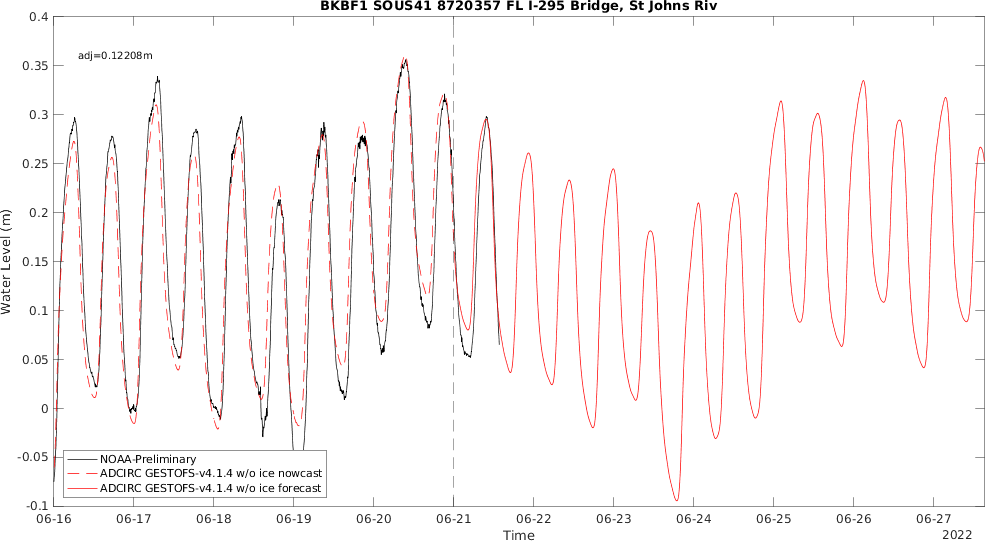 BKBF1 SOUS41 8720357 FL I-295 Bridge, St Johns Riv
adj=0.12208m
0.4
0.35
0.3
0.25
0.2
0.15
0.1
0.05
0
-0.05
-0.1
Water Level (m)
NOAA-Preliminary
ADCIRC GESTOFS-v4.1.4 w/o ice nowcast
ADCIRC GESTOFS-v4.1.4 w/o ice forecast
06-16 06-17 06-18 06-19 06-20 06-21 06-22 06-23 06-24 06-25 06-26 06-27
Time
2022